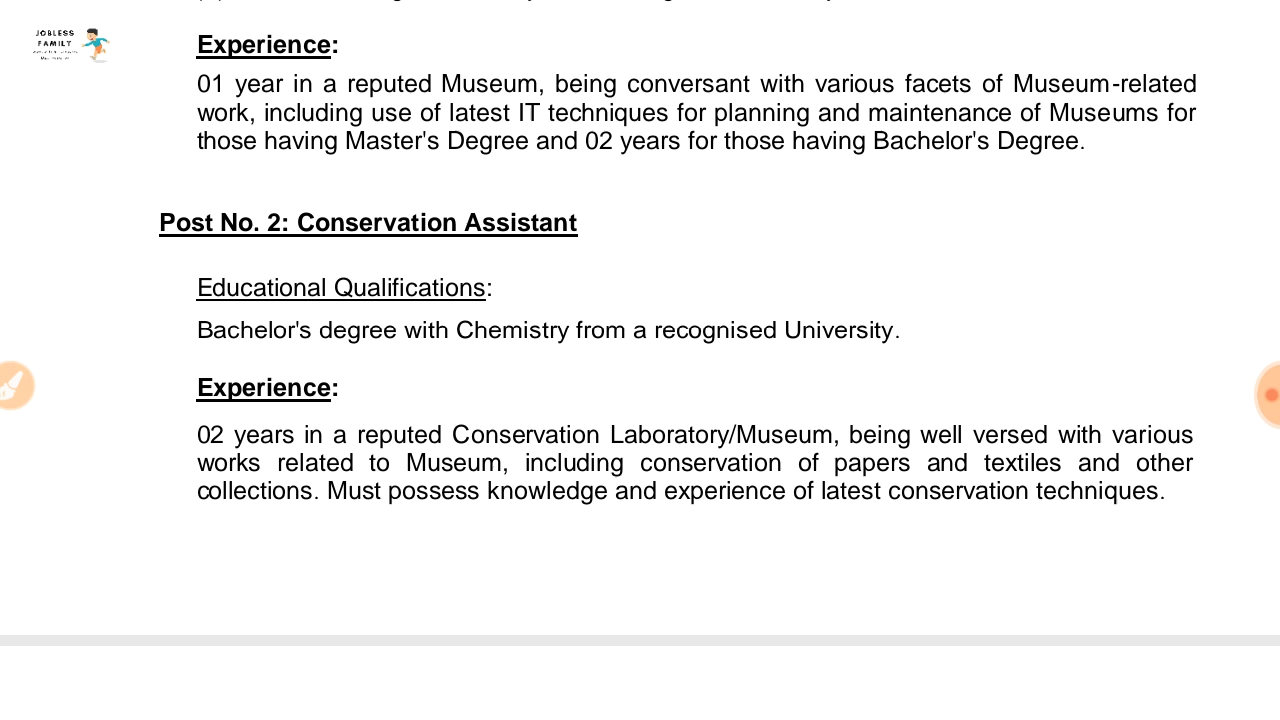 JOBLESS
FAMILY
Experience:
01 year in a reputed Museum, being conversant with various facets of Museum-related
work, including use of latest IT techniques for planning and maintenance of Museums for
those having Master's Degree and 02 years for those having Bachelor's Degree.
Post No. 2: Conservation Assistant
Educational Qualifications:
Bachelor's degree with Chemistry from a recognised University.
Experience:
02 years in a reputed Conservation Laboratory/Museum, being well versed with various
works related to Museum, including conservation of papers and textiles and other
collections. Must possess knowledge and experience of latest conservation techniques.